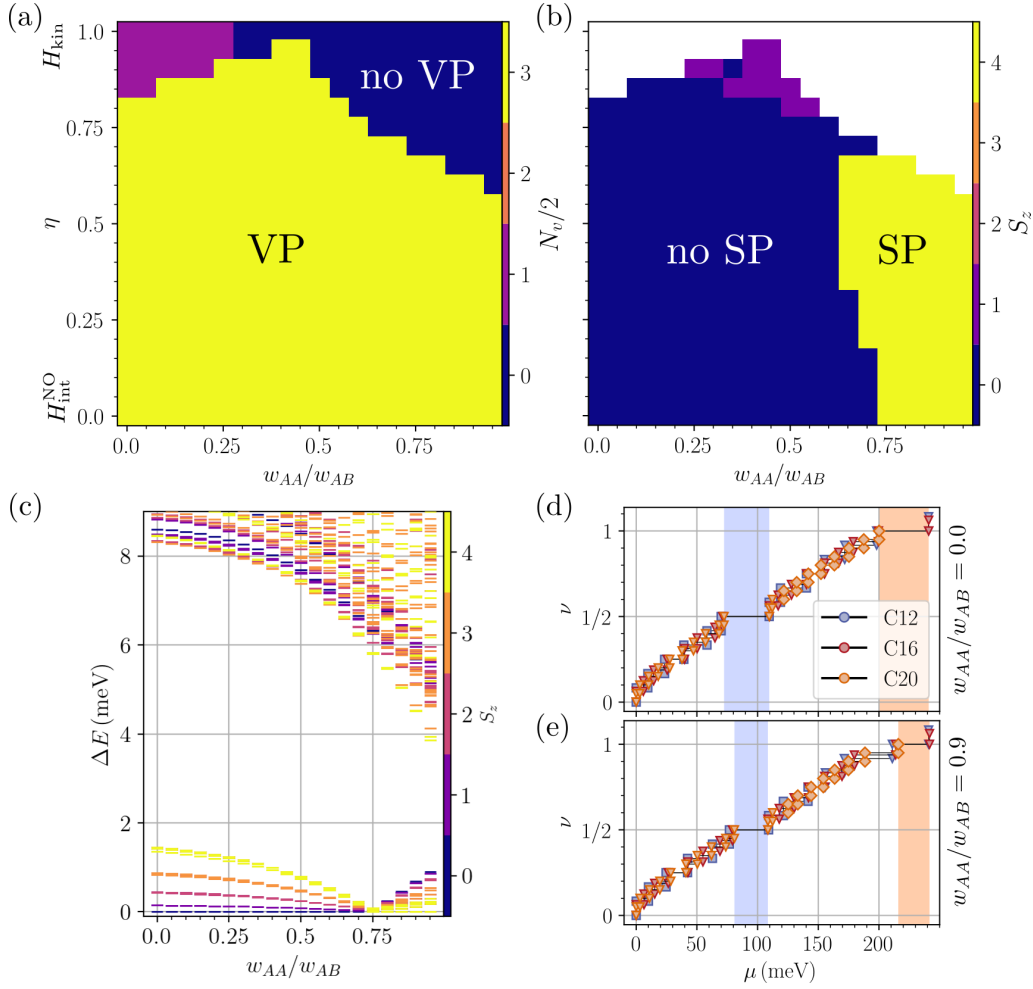 (a)
H_kin
1.0
0.75
η
0.5
0.25
H_int^NO
0.0
no VP
VP
0.0
0.25
0.5
0.75
w_AA/w_AB
3
2
1
0
N_v/2
(b)
no SP
SP
0.0
0.25
0.5
0.75
w_AA/w_AB
4
3
2
1
0
S_z
(c)
8
6
4
2
0
ΔE (meV)
0.0
0.25
0.50
0.75
w_AA/w_AB
4
3
2
1
0
S_z
(d)
1
1/2
0
ν
C12
C16
C20
w_AA/w_AB = 0.0
(e)
1
1/2
0
ν
w_AA/w_AB = 0.9
0
50
100
150
200
μ (meV)